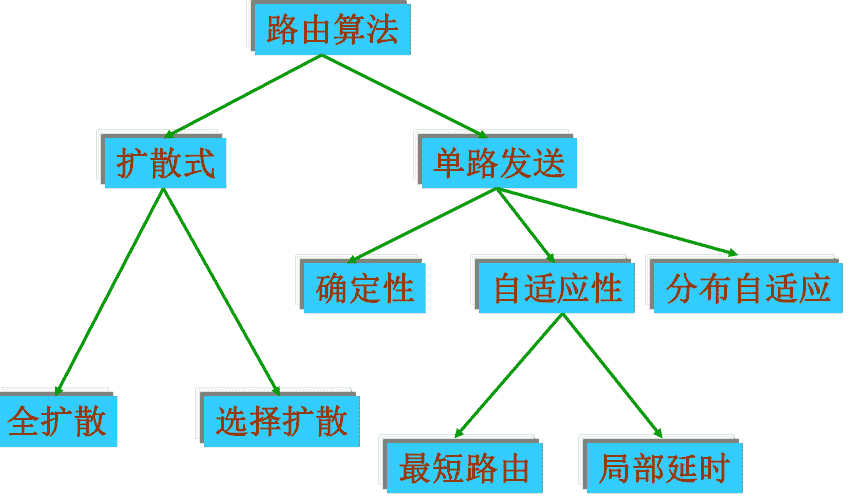 路由算法
扩散式
单路发送
确定性
自适应性
分布自适应
全扩散
选择扩散
最短路由
局部延时